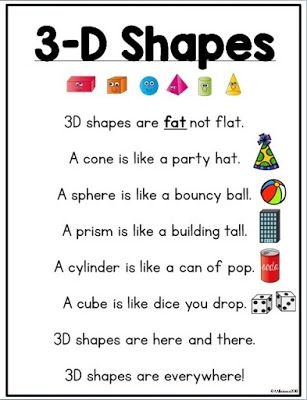 3-D Shapes
3D shapes are fat not flat.
A cone is like a party hat.
A sphere is like a bouncy ball.
A prism is like a building tall.
A cylinder is like a can of pop.
soda
A cube is like dice you drop.
3D shapes are here and there.
3D shapes are everywhere!